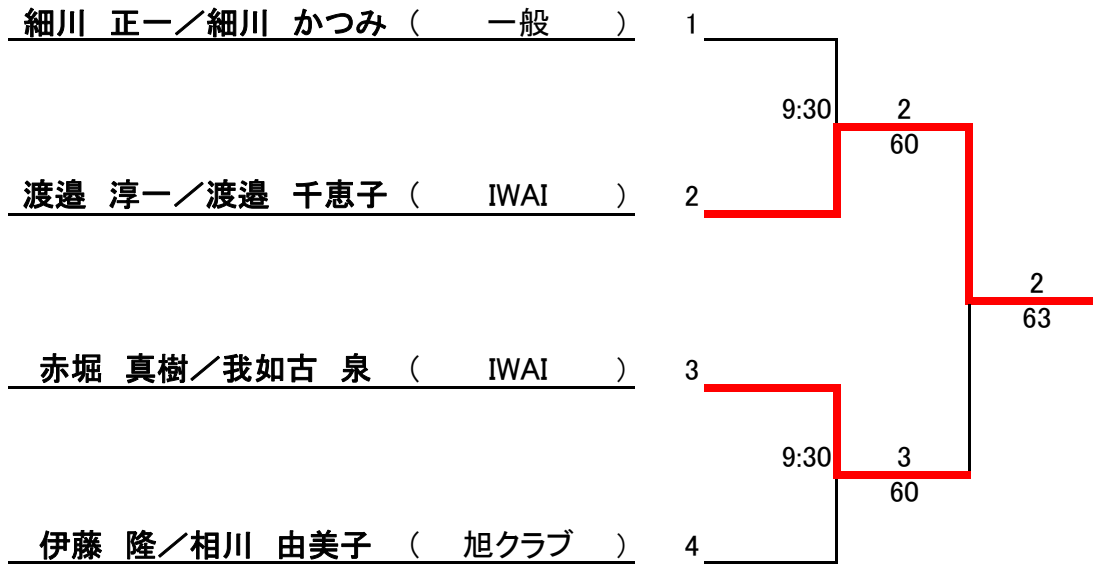 細川 正一／細川 かつみ （ 一般 ） 1
9:30 2
60
渡邉 淳一／渡邉 千恵子 （ IWAI ） 2
2
63
赤堀 真樹／我如古 泉 （ IWAI ） 3
9:30 3
60
伊藤 隆／相川 由美子 （ 旭クラブ ） 4